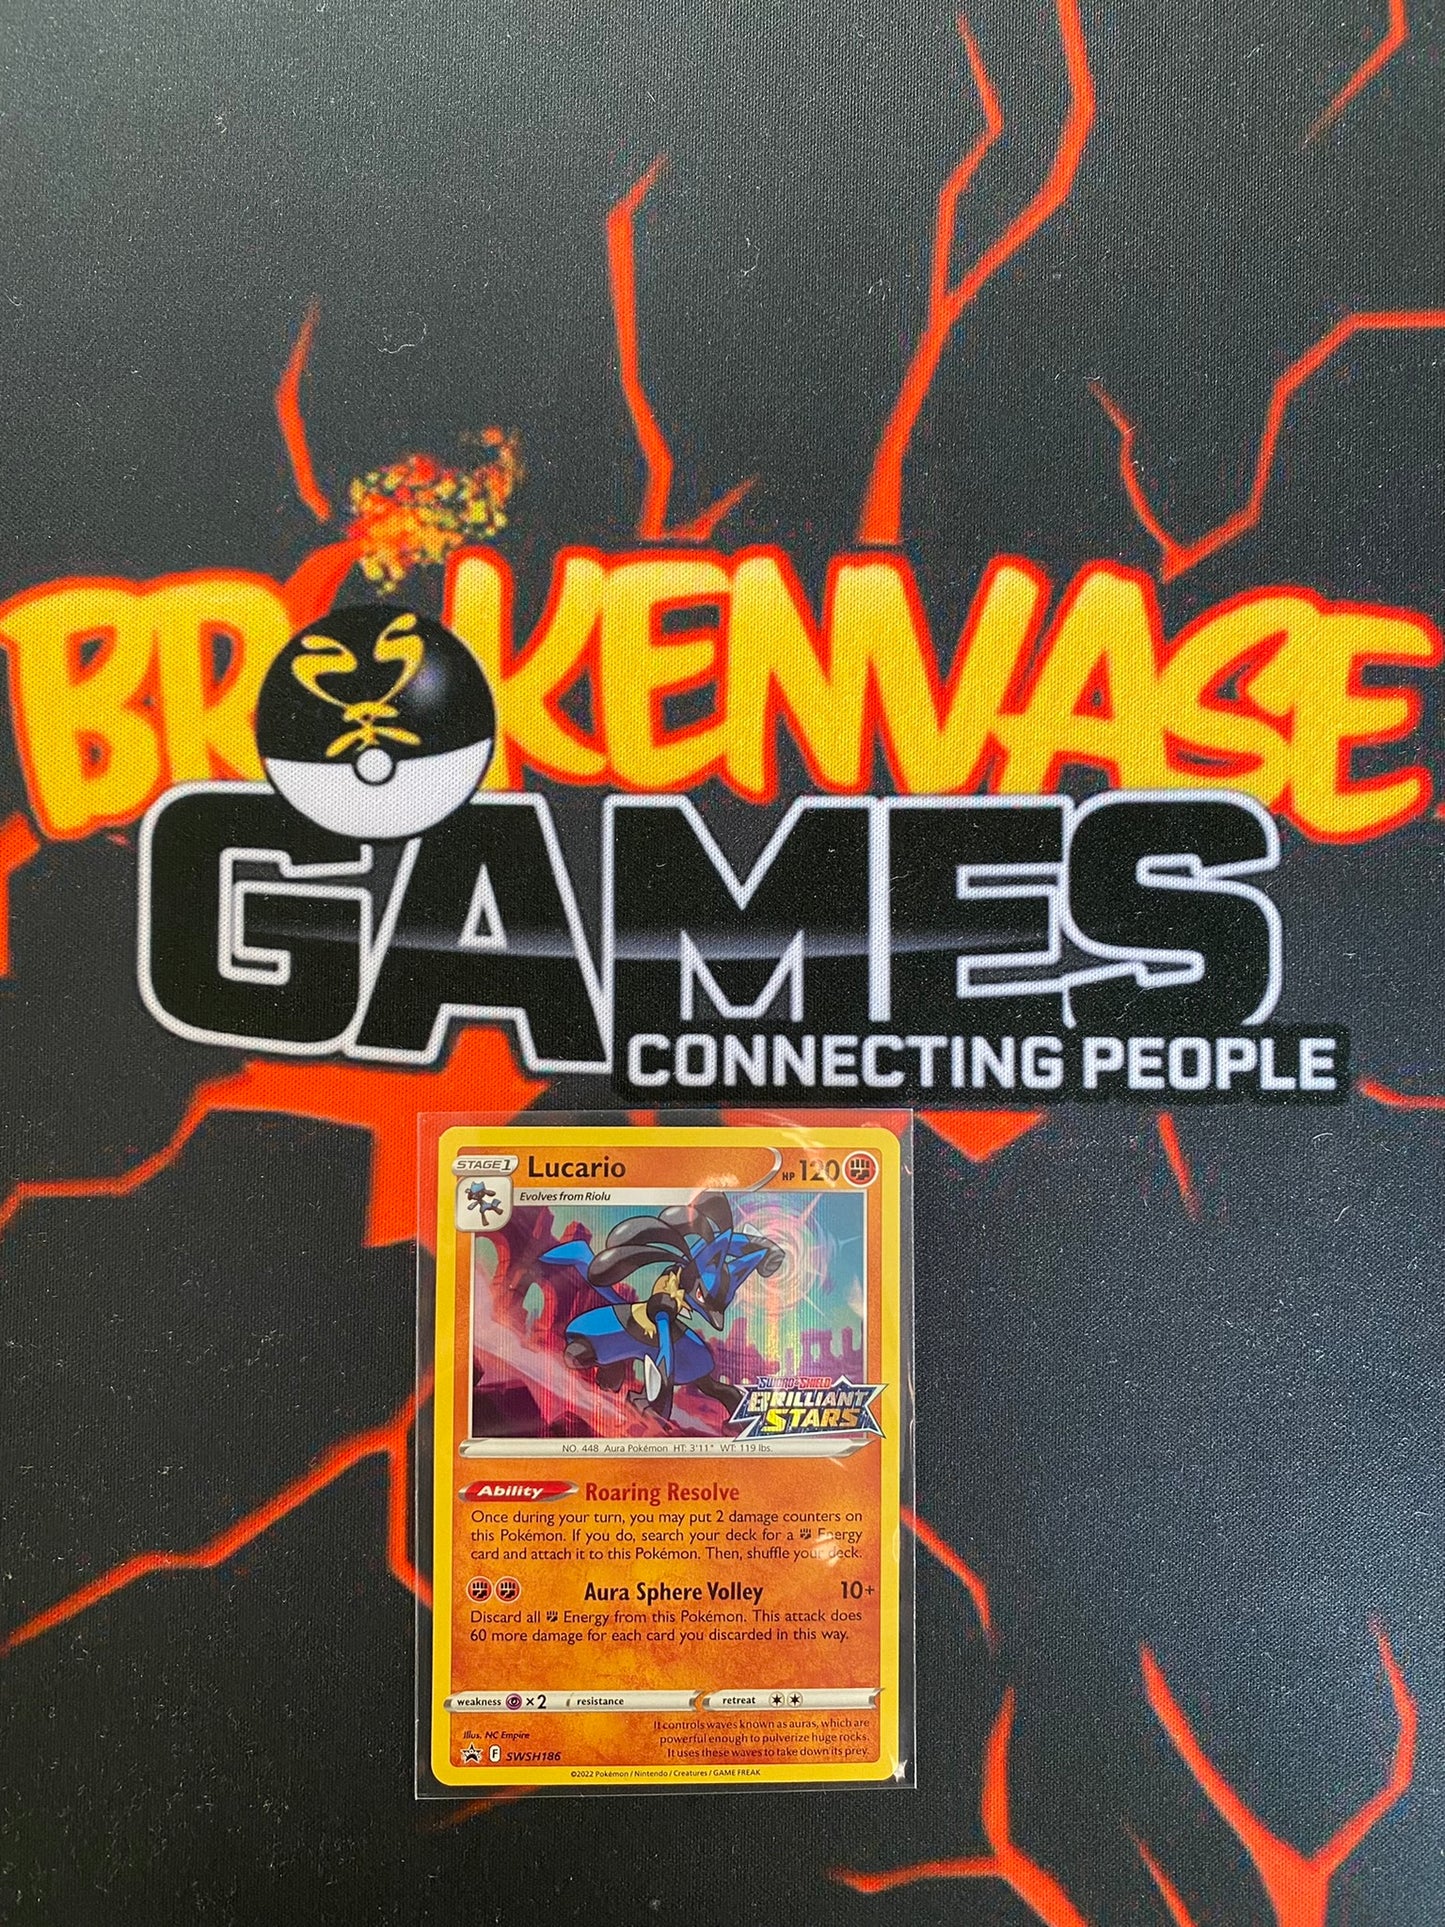 BROKENVASE
GAMES
CONNECTING PEOPLE
STAGE 1 Lucario HP 120
Evolves from Riolu
SWORD & SHIELD
BRILLIANT
STARS
NO. 448 Aura Pokémon HT: 3'11" WT: 119 lbs.
Ability Roaring Resolve
Once during your turn, you may put 2 damage counters on
this Pokémon. If you do, search your deck for a Energy
card and attach it to this Pokémon. Then, shuffle your deck.
Aura Sphere Volley 10+
Discard all Energy from this Pokémon. This attack does
60 more damage for each card you discarded in this way.
weakness ×2 resistance retreat
Illus. NC Empire
It controls waves known as auras, which are
powerful enough to pulverize huge rocks.
It uses these waves to take down its prey.
F SWSH186
©2022 Pokémon / Nintendo / Creatures / GAME FREAK